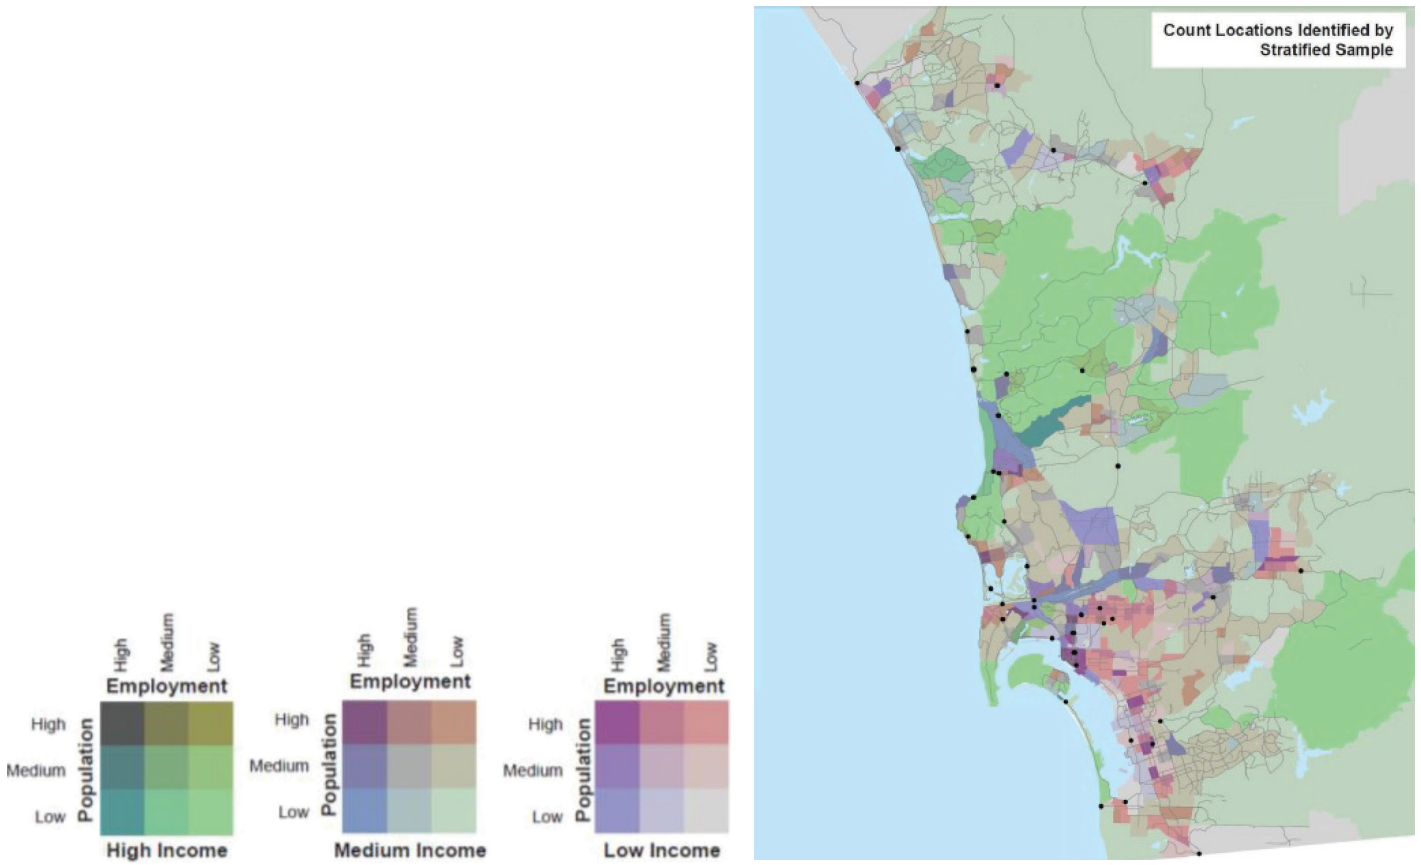 Count Locations Identified by
Stratified Sample
High
Medium
Low
Employment
High
Medium
Low
Population
High Income
High
Medium
Low
Employment
High
Medium
Low
Population
Medium Income
High
Medium
Low
Employment
High
Medium
Low
Population
Low Income